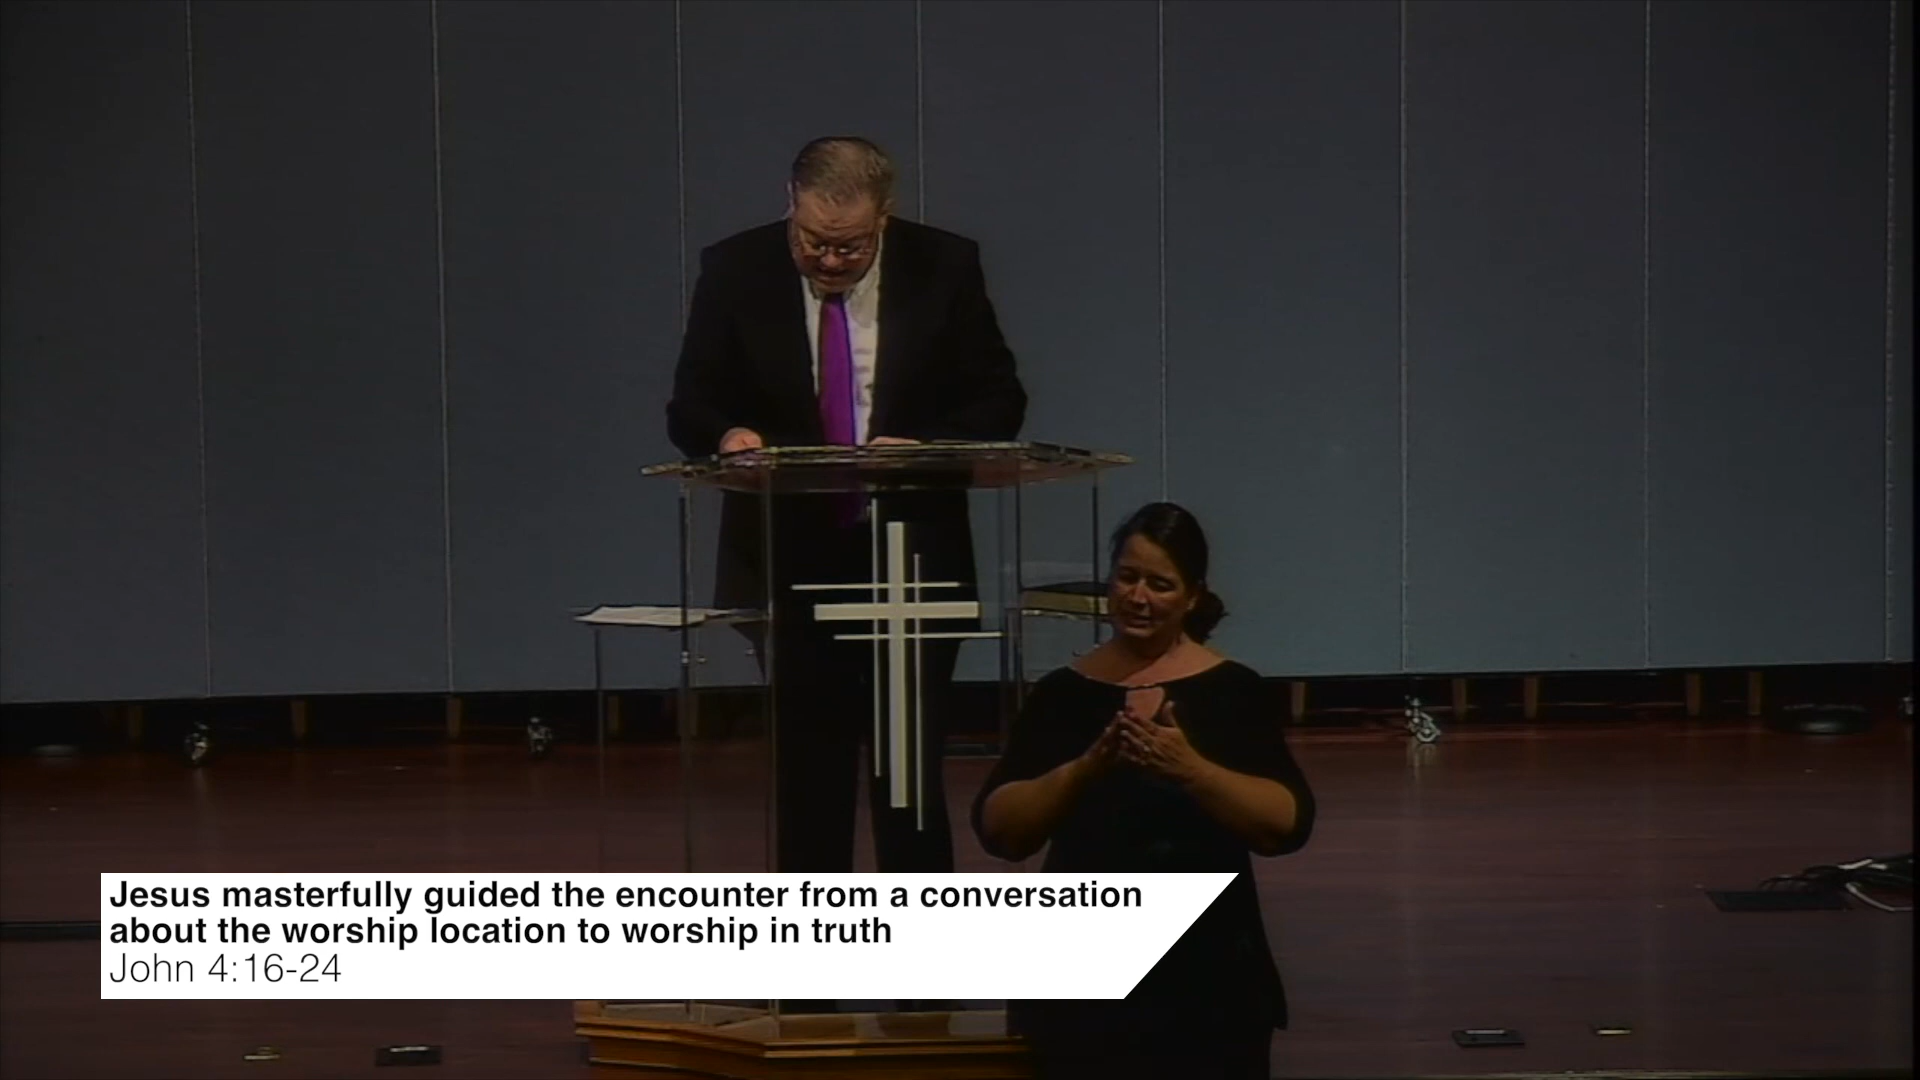 Jesus masterfully guided the encounter from a conversation
about the worship location to worship in truth
John 4:16-24